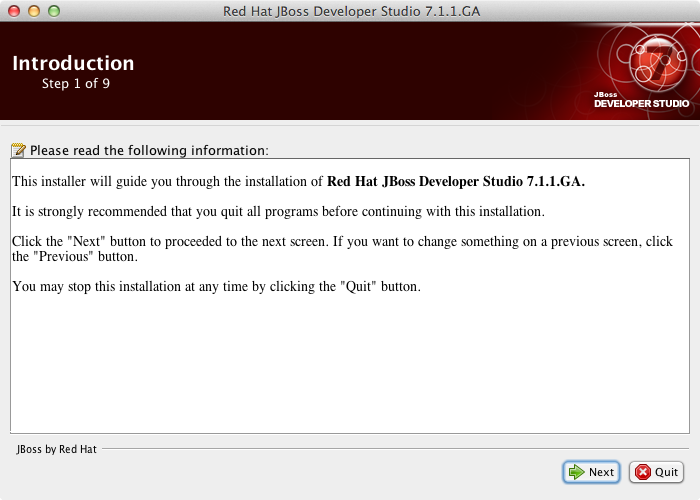 Red Hat JBoss Developer Studio 7.1.1.GA
Introduction
Step 1 of 9
7
JBoss
DEVELOPER STUDIO
Please read the following information:
This installer will guide you through the installation of Red Hat JBoss Developer Studio 7.1.1.GA.
It is strongly recommended that you quit all programs before continuing with this installation.
Click the "Next" button to proceeded to the next screen. If you want to change something on a previous screen, click
the "Previous" button.
You may stop this installation at any time by clicking the "Quit" button.
JBoss by Red Hat
Next
Quit